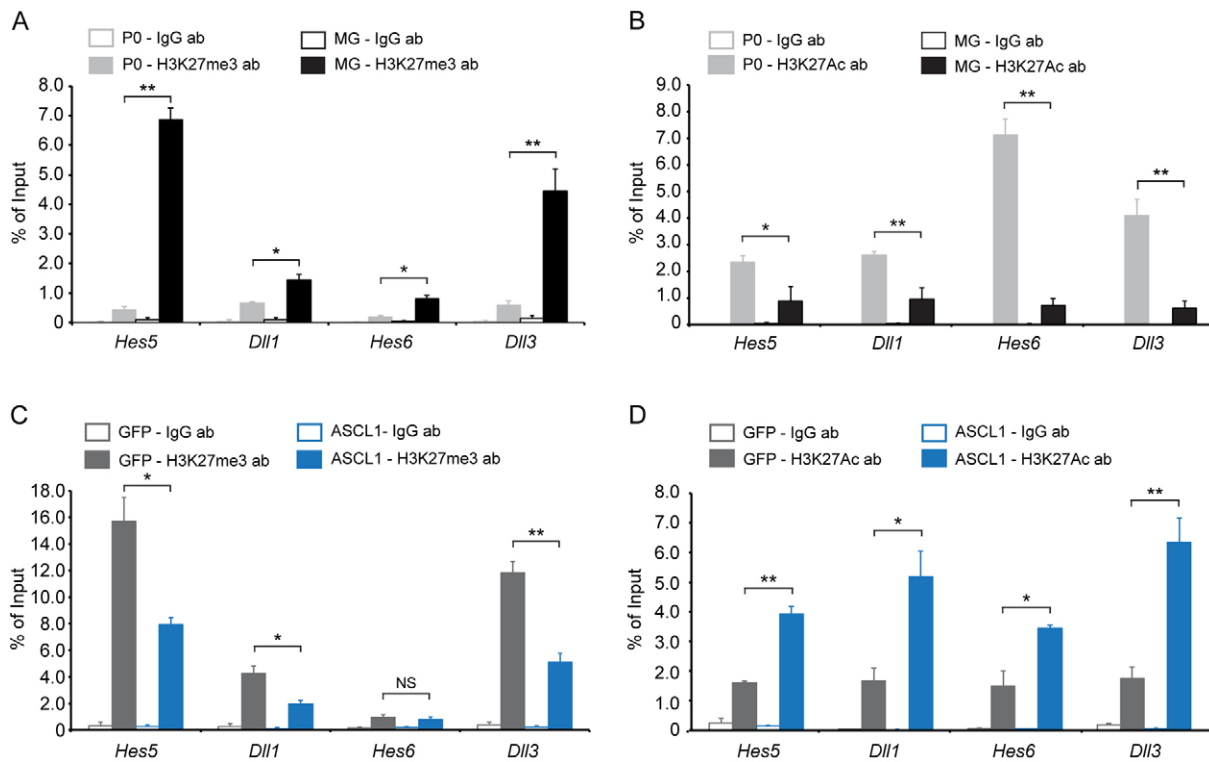 A
P0 - IgG ab
MG - IgG ab
P0 - H3K27me3 ab
MG - H3K27me3 ab
8.0
7.0
6.0
5.0
4.0
3.0
2.0
1.0
0
% of Input
**
*
*
**
Hes5
Dll1
Hes6
Dll3
B
P0 - IgG ab
MG - IgG ab
P0 - H3K27Ac ab
MG - H3K27Ac ab
9.0
8.0
7.0
6.0
5.0
4.0
3.0
2.0
1.0
0
% of Input
*
**
**
**
Hes5
Dll1
Hes6
Dll3
C
GFP - IgG ab
ASCL1- IgG ab
GFP - H3K27me3 ab
ASCL1 - H3K27me3 ab
18.0
16.0
14.0
12.0
10.0
8.0
6.0
4.0
2.0
0
% of Input
*
*
NS
**
Hes5
Dll1
Hes6
Dll3
D
GFP - IgG ab
ASCL1 - IgG ab
GFP - H3K27Ac ab
ASCL1 - H3K27Ac ab
8.0
7.0
6.0
5.0
4.0
3.0
2.0
1.0
0
% of Input
**
*
*
**
Hes5
Dll1
Hes6
Dll3